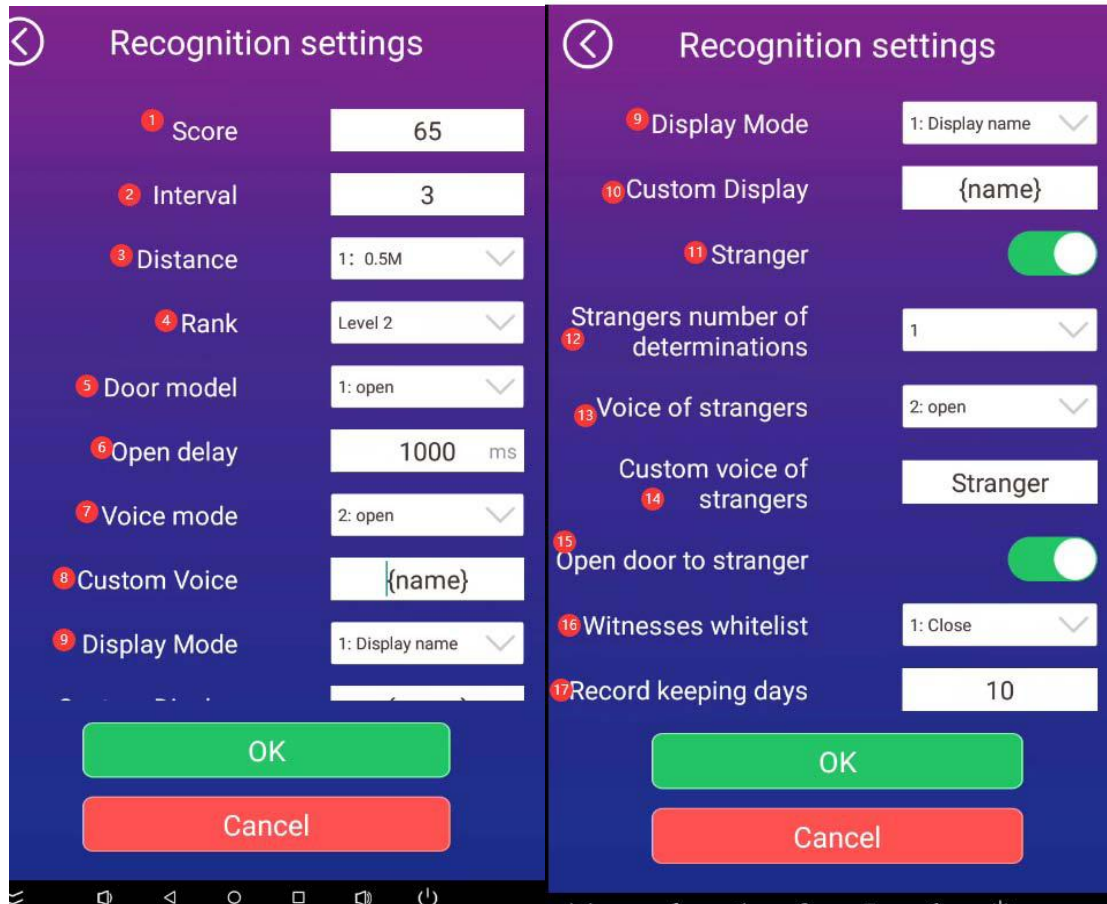 Recognition settings
1 Score 65
2 Interval 3
3 Distance 1: 0.5M
4 Rank Level 2
5 Door model 1: open
6 Open delay 1000 ms
7 Voice mode 2: open
8 Custom Voice {name}
9 Display Mode 1: Display name
OK
Cancel
Recognition settings
9 Display Mode 1: Display name
10 Custom Display {name}
11 Stranger
Strangers number of
12 determinations 1
13 Voice of strangers 2: open
Custom voice of
14 strangers Stranger
15
Open door to stranger
16 Witnesses whitelist 1: Close
17 Record keeping days 10
OK
Cancel